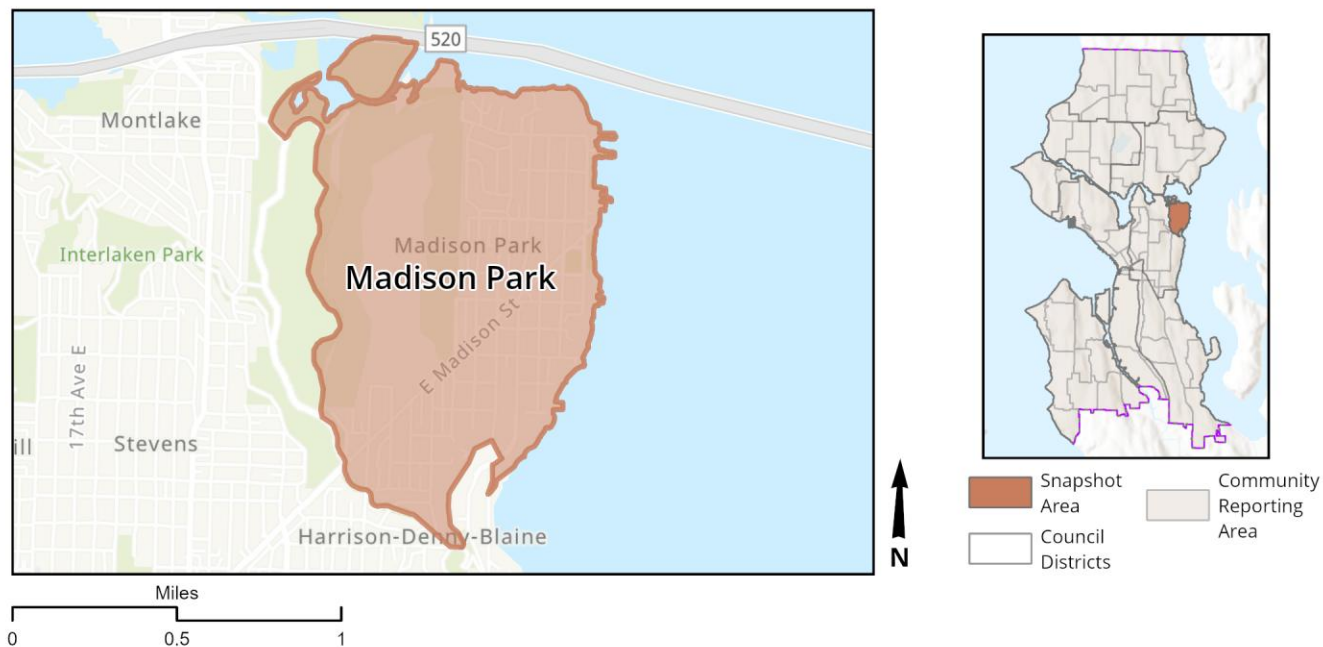 520
Montlake
Interlaken Park
Madison Park
Madison Park
E Madison St
17th Ave E
ill
Stevens
Harrison-Denny-Blaine
N
Miles
0 0.5 1
Snapshot
Area
Community
Reporting
Area
Council
Districts